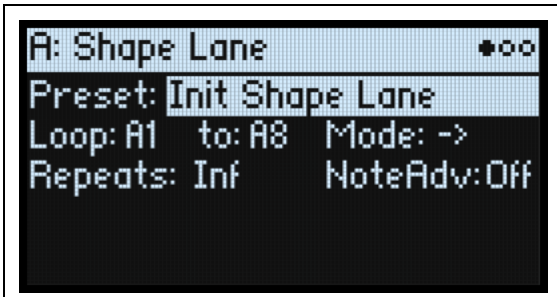 A: Shape Lane
Preset: Init Shape Lane
Loop: A1 to: A8 Mode: ->
Repeats: Inf NoteAdv: Off